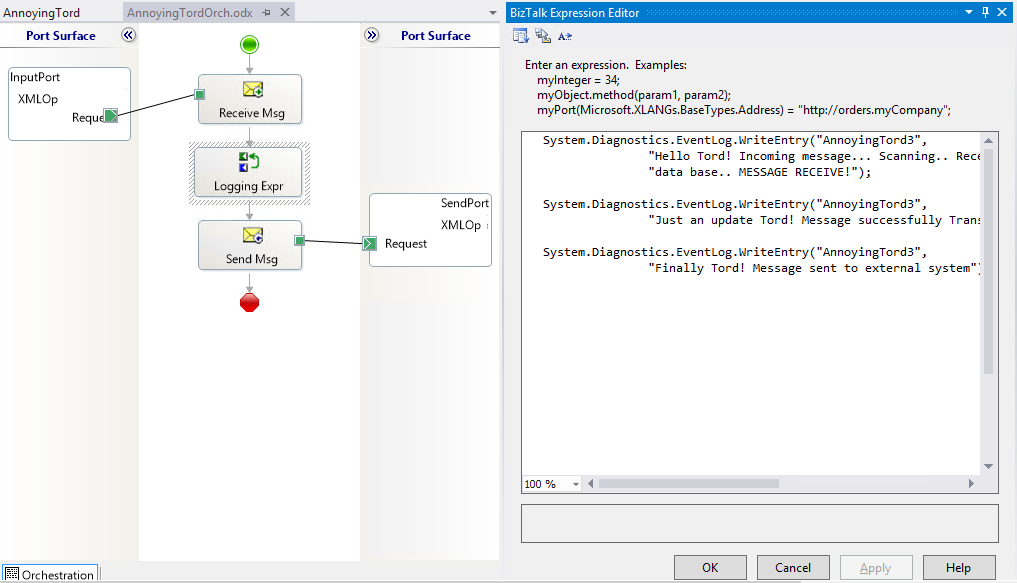 AnnoyingTord
AnnoyingTordOrch.odx
BizTalk Expression Editor
Port Surface
Port Surface
Enter an expression. Examples:
myInteger = 34;
myObject.method(param1, param2);
myPort(Microsoft.XLANGs.BaseTypes.Address) = "http://orders.myCompany";
InputPort
XMLOp
Reque
Receive Msg
Logging Expr
Send Msg
SendPort
XMLOp
Request
System.Diagnostics.EventLog.WriteEntry("AnnoyingTord3",
"Hello Tord! Incoming message... Scanning.. Rece
"data base.. MESSAGE RECEIVE!");
System.Diagnostics.EventLog.WriteEntry("AnnoyingTord3",
"Just an update Tord! Message successfully Trans
System.Diagnostics.EventLog.WriteEntry("AnnoyingTord3",
"Finally Tord! Message sent to external system")
100 %
OK Cancel Apply Help
Orchestration